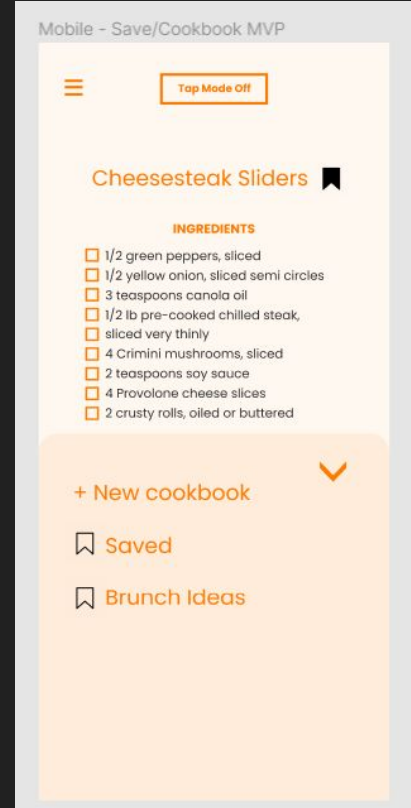 Mobile - Save/Cookbook MVP
Tap Mode Off
Cheesesteak Sliders
INGREDIENTS
1/2 green peppers, sliced
1/2 yellow onion, sliced semi circles
3 teaspoons canola oil
1/2 lb pre-cooked chilled steak,
sliced very thinly
4 Crimini mushrooms, sliced
2 teaspoons soy sauce
4 Provolone cheese slices
2 crusty rolls, oiled or buttered
+ New cookbook
Saved
Brunch Ideas